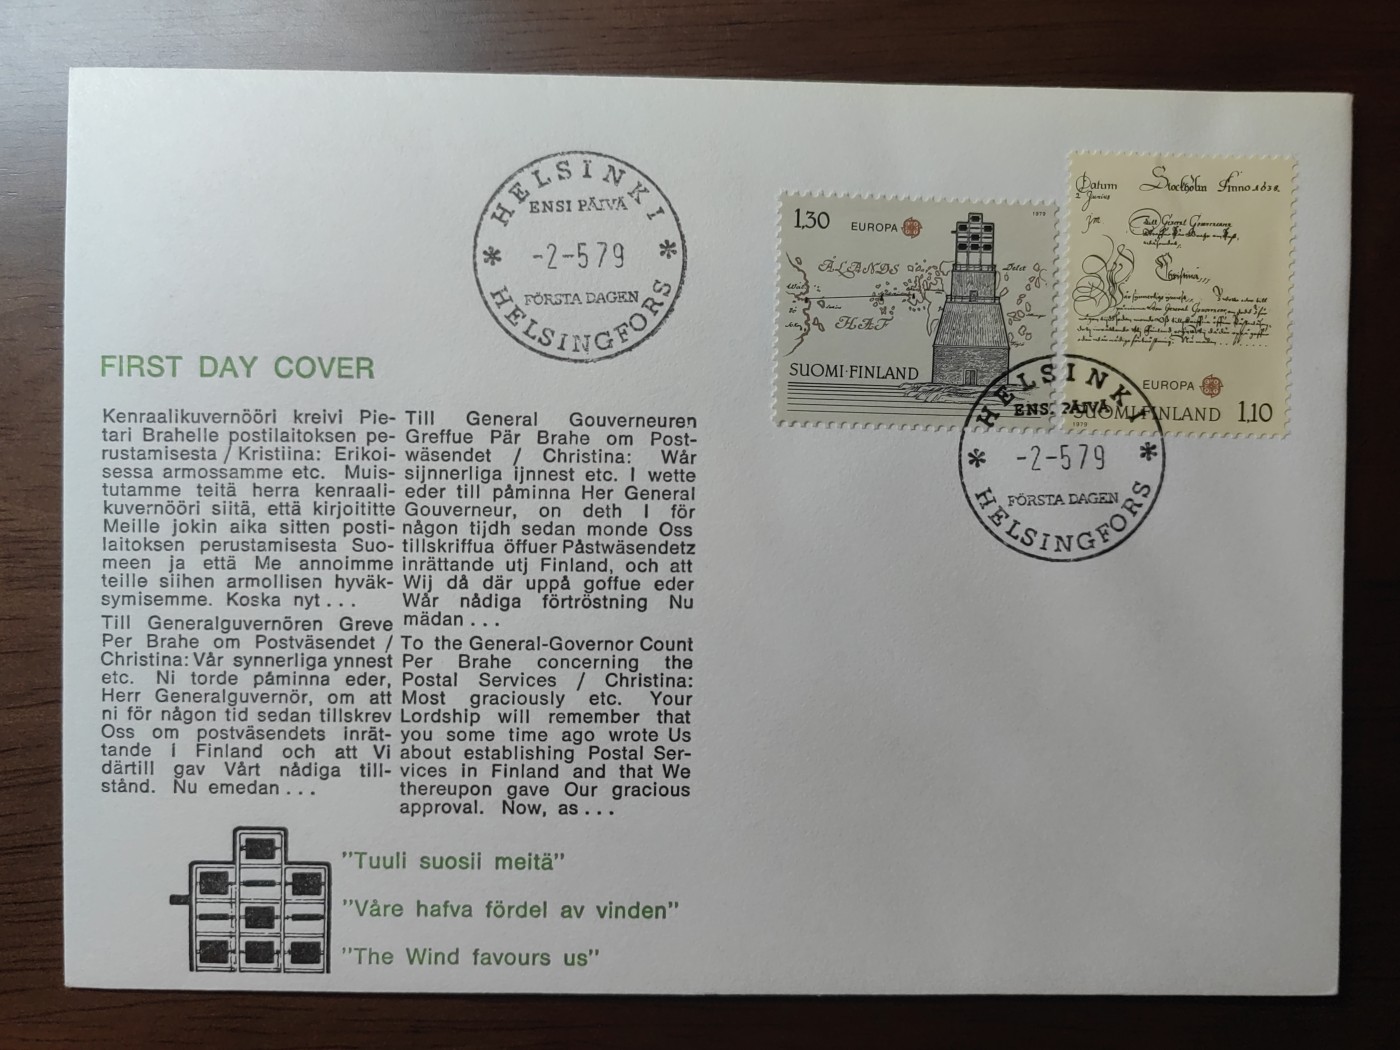 HELSINKI
ENSI PÄIVÄ
-2-579
FÖRSTA DAGEN
HELSINGFORS
1,30
EUROPA
1979
ÅLANDS
HAF
SUOMI·FINLAND
Datum
Stockholm Anno 1638
EUROPA
SUOMI FINLAND
1,10
1979
HELSINKI
ENSI PÄIVÄ
-2-579
FÖRSTA DAGEN
HELSINGFORS
FIRST DAY COVER
Kenraalikuvernööri kreivi Pie-
tari Brahelle postilaitoksen pe-
rustamisesta / Kristiina: Erikoi-
sessa armossamme etc. Muis-
tutamme teitä herra kenraali-
kuvernööri siitä, että kirjoititte
Meille jokin aika sitten posti-
laitoksen perustamisesta Suo-
meen ja että Me annoimme
teille siihen armollisen hyväk-
symisemme. Koska nyt . . .
Till Generalguvernören Greve
Per Brahe om Postväsendet /
Christina: Vår synnerliga ynnest
etc. Ni torde påminna eder,
Herr Generalguvernör, om att
ni för någon tid sedan tillskrev
Oss om postväsendets inrät-
tande i Finland och att Vi
därtill gav Vårt nådiga till-
stånd. Nu emedan . . .
Till General Gouverneuren
Greffue Pär Brahe om Post-
wäsendet / Christina: Wår
sijnnerliga ijnnest etc. I wette
eder till påminna Her General
Gouverneur, on deth I för
någon tijdh sedan monde Oss
tillskriffua öffuer Påstwäsendetz
inrättande utj Finland, och att
Wij då där uppå goffue eder
Wår nådiga förtröstning Nu
mädan . . .
To the General-Governor Count
Per Brahe concerning the
Postal Services / Christina:
Most graciously etc. Your
Lordship will remember that
you some time ago wrote Us
about establishing Postal Ser-
vices in Finland and that We
thereupon gave Our gracious
approval. Now, as . . .
"Tuuli suosii meitä"
"Våre hafva fördel av vinden"
"The Wind favours us"